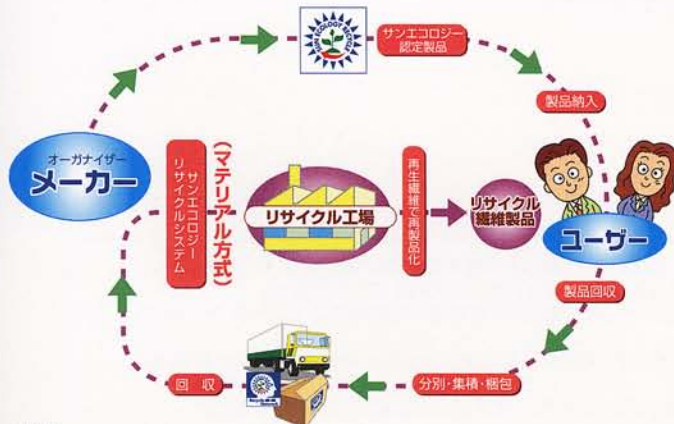 SUN ECOLOGY RECYCLE
サンエコロジー
認定製品
製品納入
オーガナイザー
メーカー
サンエコロジー
リサイクルシステム
(マテリアル方式)
リサイクル工場
再生繊維で再製品化
リサイクル
繊維製品
ユーザー
製品回収
分別・集積・梱包
回収